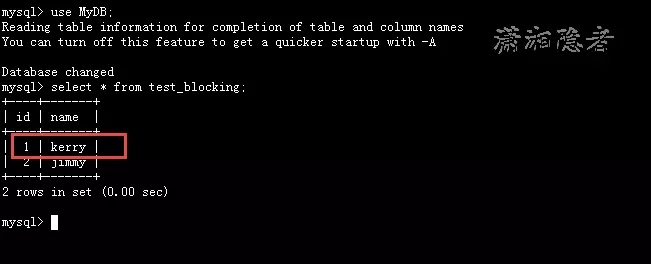 mysql> use MyDB;
Reading table information for completion of table and column names
You can turn off this feature to get a quicker startup with -A
潇湘隐者
Database changed
mysql> select * from test_blocking;
+----+-------+
| id | name  |
+----+-------+
|  1 | kerry |
|  2 | jimmy |
+----+-------+
2 rows in set (0.00 sec)
mysql>